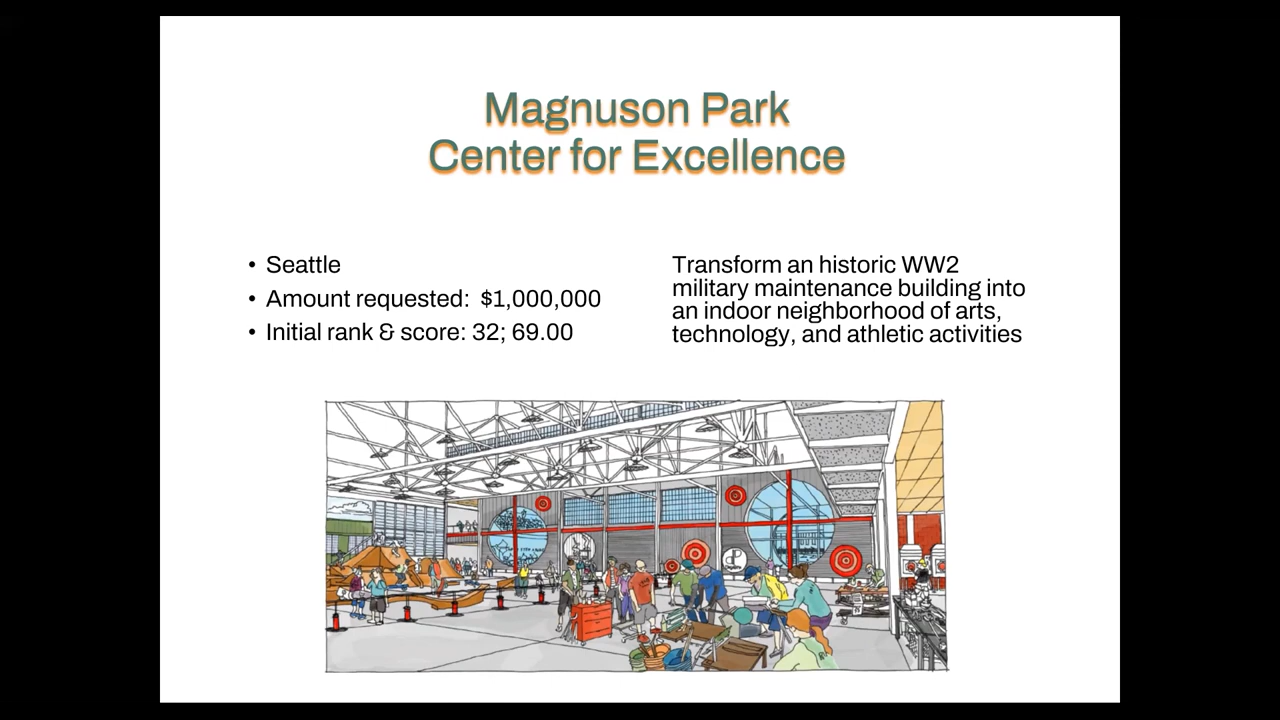 Magnuson Park
Center for Excellence
• Seattle
• Amount requested:  $1,000,000
• Initial rank & score: 32; 69.00
Transform an historic WW2
military maintenance building into
an indoor neighborhood of arts,
technology, and athletic activities